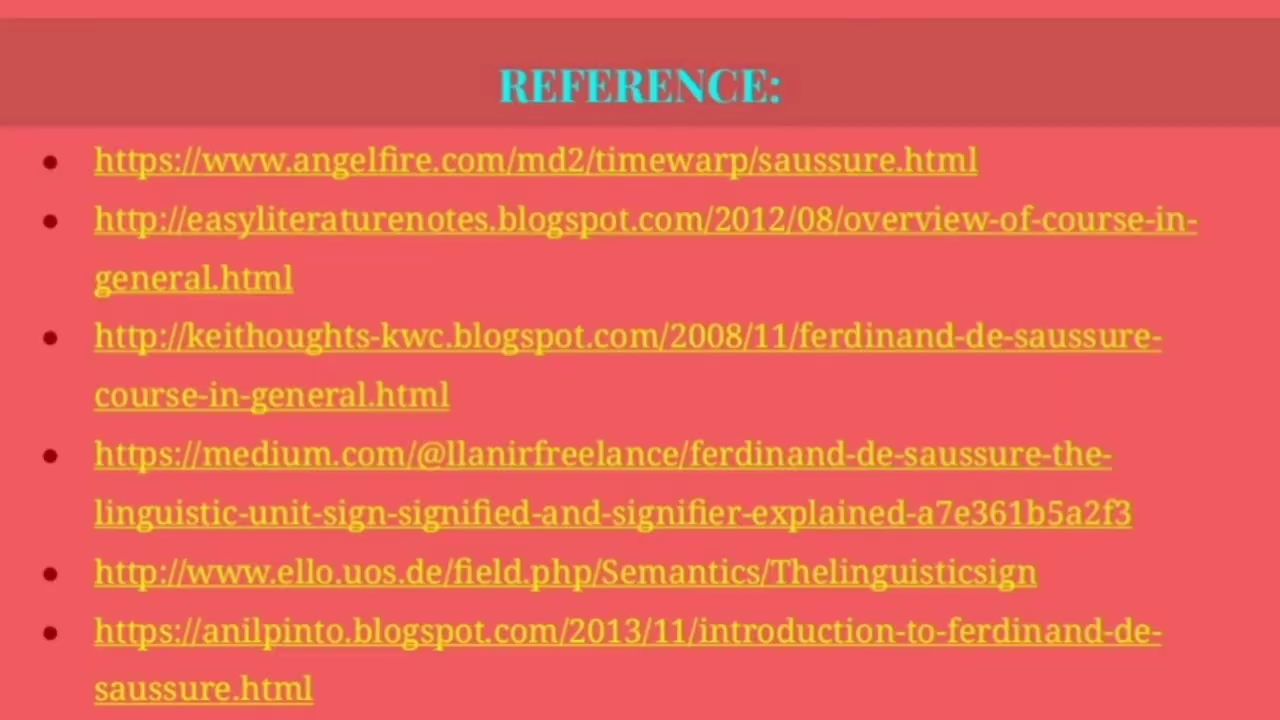 REFERENCE:
https://www.angelfire.com/md2/timewarp/saussure.html
http://easyliteraturenotes.blogspot.com/2012/08/overview-of-course-in-
general.html
http://keithoughts-kwc.blogspot.com/2008/11/ferdinand-de-saussure-
course-in-general.html
https://medium.com/@llanirfreelance/ferdinand-de-saussure-the-
linguistic-unit-sign-signified-and-signifier-explained-a7e361b5a2f3
http://www.ello.uos.de/field.php/Semantics/Thelinguisticsign
https://anilpinto.blogspot.com/2013/11/introduction-to-ferdinand-de-
saussure.html